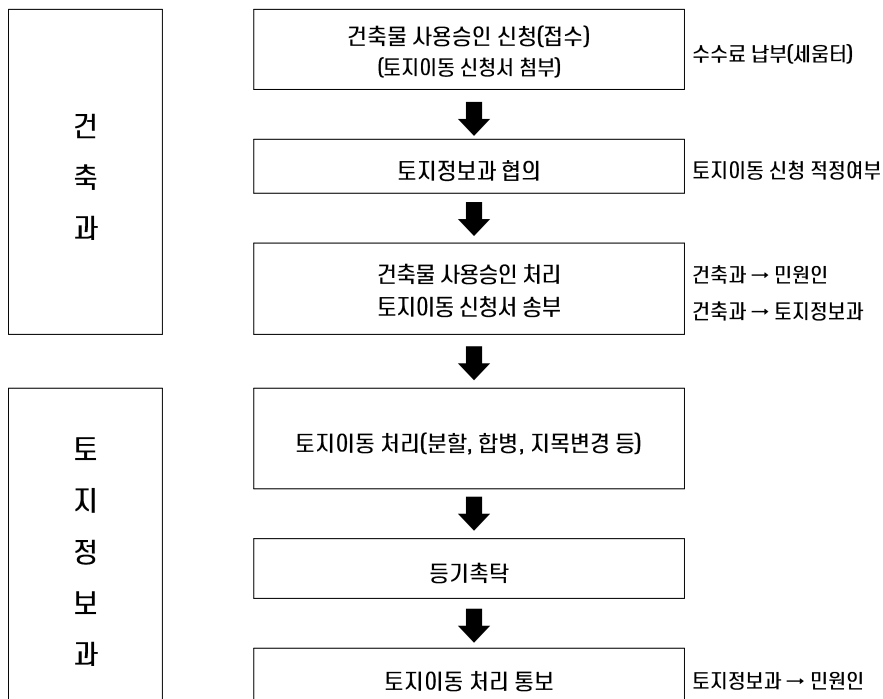 건축과
건축물 사용승인 신청(접수)
(토지이동 신청서 첨부)
수수료 납부(세움터)
토지정보과 협의
토지이동 신청 적정여부
건축물 사용승인 처리
토지이동 신청서 송부
건축과 → 민원인
건축과 → 토지정보과
토지정보과
토지이동 처리(분할, 합병, 지목변경 등)
등기촉탁
토지이동 처리 통보
토지정보과 → 민원인